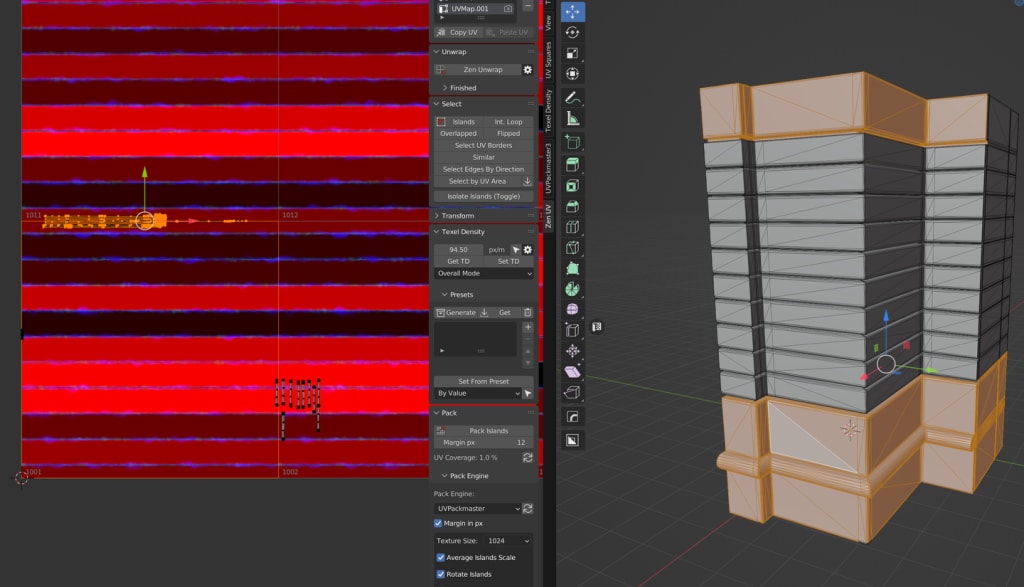 UVMap.001
Copy UV Paste UV
Unwrap
Zen Unwrap
Finished
Select
Islands Int. Loop
Overlapped Flipped
Select UV Borders
Similar
Select Edges By Direction
Select by UV Area
Isolate Islands (Toggle)
Transform
Texel Density
94.50 px/m
Get TD Set TD
Overall Mode
Presets
Generate Get
Set From Preset
By Value
Pack
Pack Islands
Margin px 12
UV Coverage: 1.0 %
Pack Engine
Pack Engine:
UVPackmaster
Margin in px
Texture Size: 1024
Average Islands Scale
Rotate Islands
View
UV Squares
Texel Density
UVPackmaster3
Zen UV
1011
1012
1001
1002